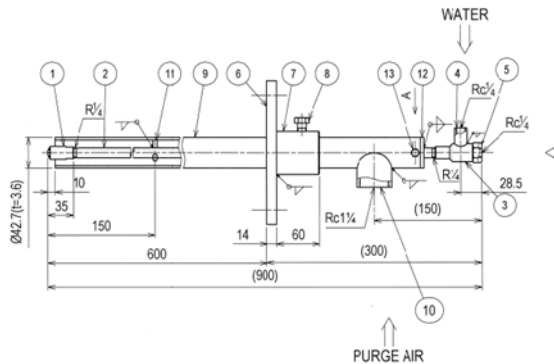 WATER
1
2
11
9
6
7
8
13
12
4
5
R¼
A
Rc¼
Rc¼
R¼
Ø42.7(t=3.6)
10
35
150
14
60
Rc1¼
(150)
28.5
3
600
(300)
(900)
10
PURGE AIR